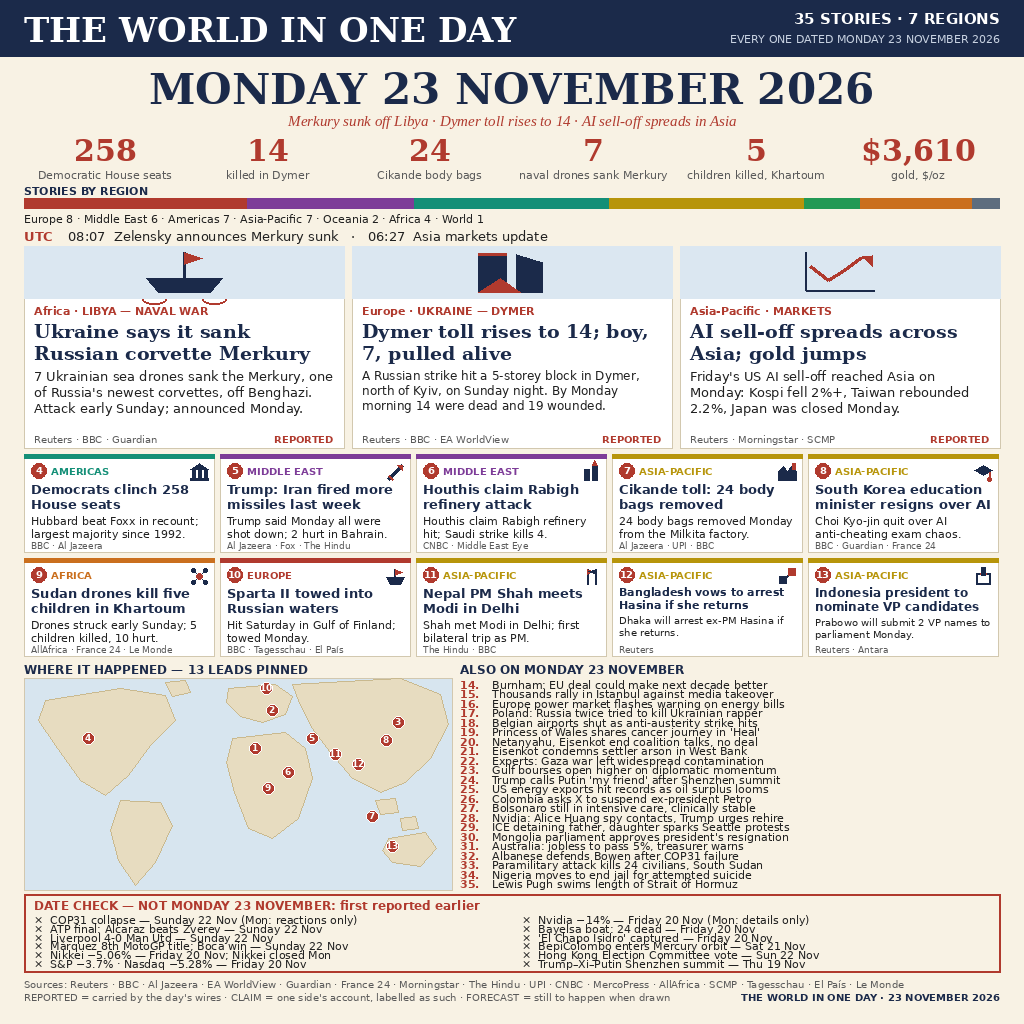 THE WORLD IN ONE DAY
35 STORIES · 7 REGIONS
EVERY ONE DATED MONDAY 23 NOVEMBER 2026
MONDAY 23 NOVEMBER 2026
Merkury sunk off Libya · Dymer toll rises to 14 · AI sell-off spreads in Asia
258
Democratic House seats
14
killed in Dymer
24
Cikande body bags
7
naval drones sank Merkury
5
children killed, Khartoum
$3,610
gold, $/oz
STORIES BY REGION
Europe 8 · Middle East 6 · Americas 7 · Asia-Pacific 7 · Oceania 2 · Africa 4 · World 1
UTC 08:07 Zelensky announces Merkury sunk · 06:27 Asia markets update
Africa · LIBYA — NAVAL WAR
Ukraine says it sank
Russian corvette Merkury
7 Ukrainian sea drones sank the Merkury, one
of Russia's newest corvettes, off Benghazi.
Attack early Sunday; announced Monday.
Reuters · BBC · Guardian
REPORTED
Europe · UKRAINE — DYMER
Dymer toll rises to 14; boy,
7, pulled alive
A Russian strike hit a 5-storey block in Dymer,
north of Kyiv, on Sunday night. By Monday
morning 14 were dead and 19 wounded.
Reuters · BBC · EA WorldView
REPORTED
Asia-Pacific · MARKETS
AI sell-off spreads across
Asia; gold jumps
Friday's US AI sell-off reached Asia on
Monday: Kospi fell 2%+, Taiwan rebounded
2.2%, Japan was closed Monday.
Reuters · Morningstar · SCMP
REPORTED
4 AMERICAS
Democrats clinch 258
House seats
Hubbard beat Foxx in recount;
largest majority since 1992.
BBC · Al Jazeera
5 MIDDLE EAST
Trump: Iran fired more
missiles last week
Trump said Monday all were
shot down; 2 hurt in Bahrain.
Al Jazeera · Fox · The Hindu
6 MIDDLE EAST
Houthis claim Rabigh
refinery attack
Houthis claim Rabigh refinery
hit; Saudi strike kills 4.
CNBC · Middle East Eye
7 ASIA-PACIFIC
Cikande toll: 24 body
bags removed
24 body bags removed Monday
from the Milkita factory.
Al Jazeera · UPI · BBC
8 ASIA-PACIFIC
South Korea education
minister resigns over AI
Choi Kyo-jin quit over AI
anti-cheating exam chaos.
BBC · Guardian · France 24
9 AFRICA
Sudan drones kill five
children in Khartoum
Drones struck early Sunday; 5
children killed, 10 hurt.
AllAfrica · France 24 · Le Monde
10 EUROPE
Sparta II towed into
Russian waters
Hit Saturday in Gulf of Finland;
towed Monday.
BBC · Tagesschau · El País
11 ASIA-PACIFIC
Nepal PM Shah meets
Modi in Delhi
Shah met Modi in Delhi; first
bilateral trip as PM.
The Hindu · BBC
12 ASIA-PACIFIC
Bangladesh vows to arrest
Hasina if she returns
Dhaka will arrest ex-PM Hasina if
she returns.
Reuters
13 ASIA-PACIFIC
Indonesia president to
nominate VP candidates
Prabowo will submit 2 VP names to
parliament Monday.
Reuters · Antara
WHERE IT HAPPENED — 13 LEADS PINNED
10
2
3
4
5
8
1
11
12
6
9
7
13
ALSO ON MONDAY 23 NOVEMBER
14. Burnham: EU deal could make next decade better
15. Thousands rally in Istanbul against media takeover
16. Europe power market flashes warning on energy bills
17. Poland: Russia twice tried to kill Ukrainian rapper
18. Belgian airports shut as anti-austerity strike hits
19. Princess of Wales shares cancer journey in 'Heal'
20. Netanyahu, Eisenkot end coalition talks, no deal
21. Eisenkot condemns settler arson in West Bank
22. Experts: Gaza war left widespread contamination
23. Gulf bourses open higher on diplomatic momentum
24. Trump calls Putin 'my friend' after Shenzhen summit
25. US energy exports hit records as oil surplus looms
26. Colombia asks X to suspend ex-president Petro
27. Bolsonaro still in intensive care, clinically stable
28. Nvidia: Alice Huang spy contacts, Trump urges rehire
29. ICE detaining father, daughter sparks Seattle protests
30. Mongolia parliament approves president's resignation
31. Australia: jobless to pass 5%, treasurer warns
32. Albanese defends Bowen after COP31 failure
33. Paramilitary attack kills 24 civilians, South Sudan
34. Nigeria moves to end jail for attempted suicide
35. Lewis Pugh swims length of Strait of Hormuz
DATE CHECK — NOT MONDAY 23 NOVEMBER: first reported earlier
× COP31 collapse — Sunday 22 Nov (Mon: reactions only)
× ATP final: Alcaraz beats Zverev — Sunday 22 Nov
× Liverpool 4-0 Man Utd — Sunday 22 Nov
× Márquez 8th MotoGP title; Boca win — Sunday 22 Nov
× Nikkei −5.06% — Friday 20 Nov; Nikkei closed Mon
× S&P −3.7% · Nasdaq −5.28% — Friday 20 Nov
× Nvidia −14% — Friday 20 Nov (Mon: details only)
× Bayelsa boat: 24 dead — Friday 20 Nov
× 'El Chapo Isidro' captured — Friday 20 Nov
× BepiColombo enters Mercury orbit — Sat 21 Nov
× Hong Kong Election Committee vote — Sun 22 Nov
× Trump–Xi–Putin Shenzhen summit — Thu 19 Nov
Sources: Reuters · BBC · Al Jazeera · EA WorldView · Guardian · France 24 · Morningstar · The Hindu · UPI · CNBC · MercoPress · AllAfrica · SCMP · Tagesschau · El País · Le Monde
REPORTED = carried by the day's wires · CLAIM = one side's account, labelled as such · FORECAST = still to happen when drawn
THE WORLD IN ONE DAY · 23 NOVEMBER 2026